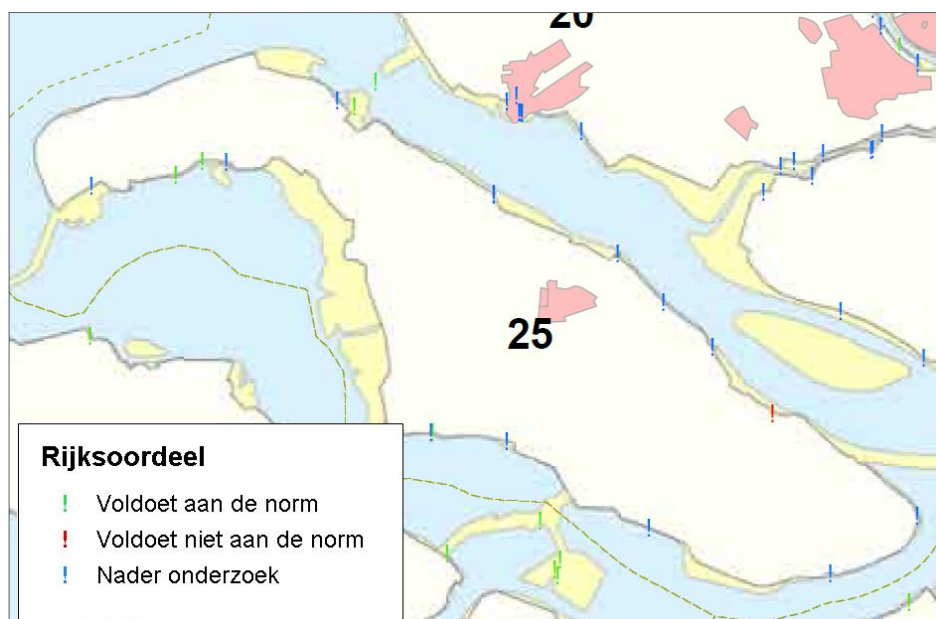 20
25
Rijksoordeel
! Voldoet aan de norm
! Voldoet niet aan de norm
! Nader onderzoek